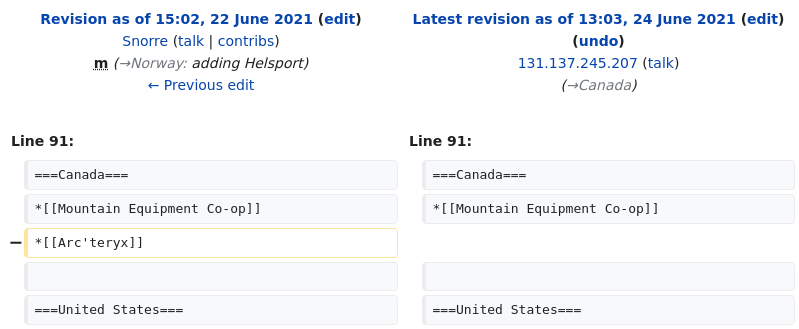 Revision as of 15:02, 22 June 2021 (edit)
Snorre (talk | contribs)
m (→Norway: adding Helsport)
← Previous edit
Latest revision as of 13:03, 24 June 2021 (edit)
(undo)
131.137.245.207 (talk)
(→Canada)
Line 91:
Line 91:
===Canada===
===Canada===
*[[Mountain Equipment Co-op]]
*[[Mountain Equipment Co-op]]
− *[[Arc'teryx]]
===United States===
===United States===